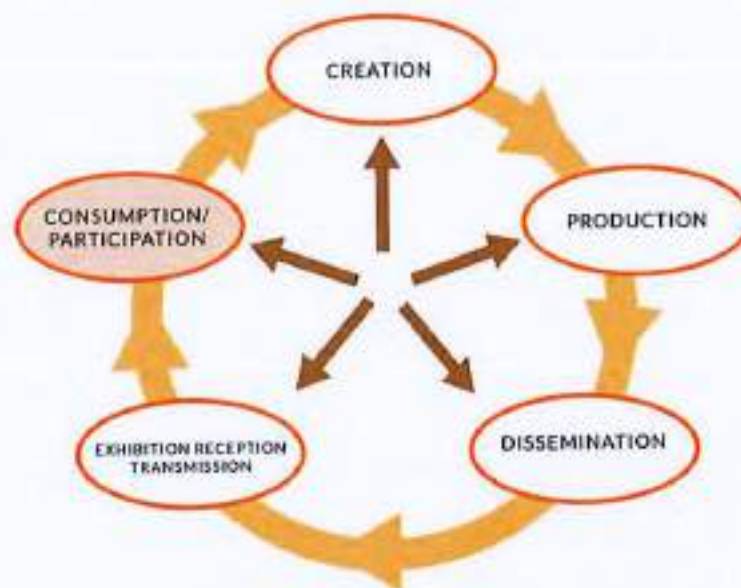 CREATION
PRODUCTION
DISSEMINATION
EXHIBITION RECEPTION
TRANSMISSION
CONSUMPTION/
PARTICIPATION